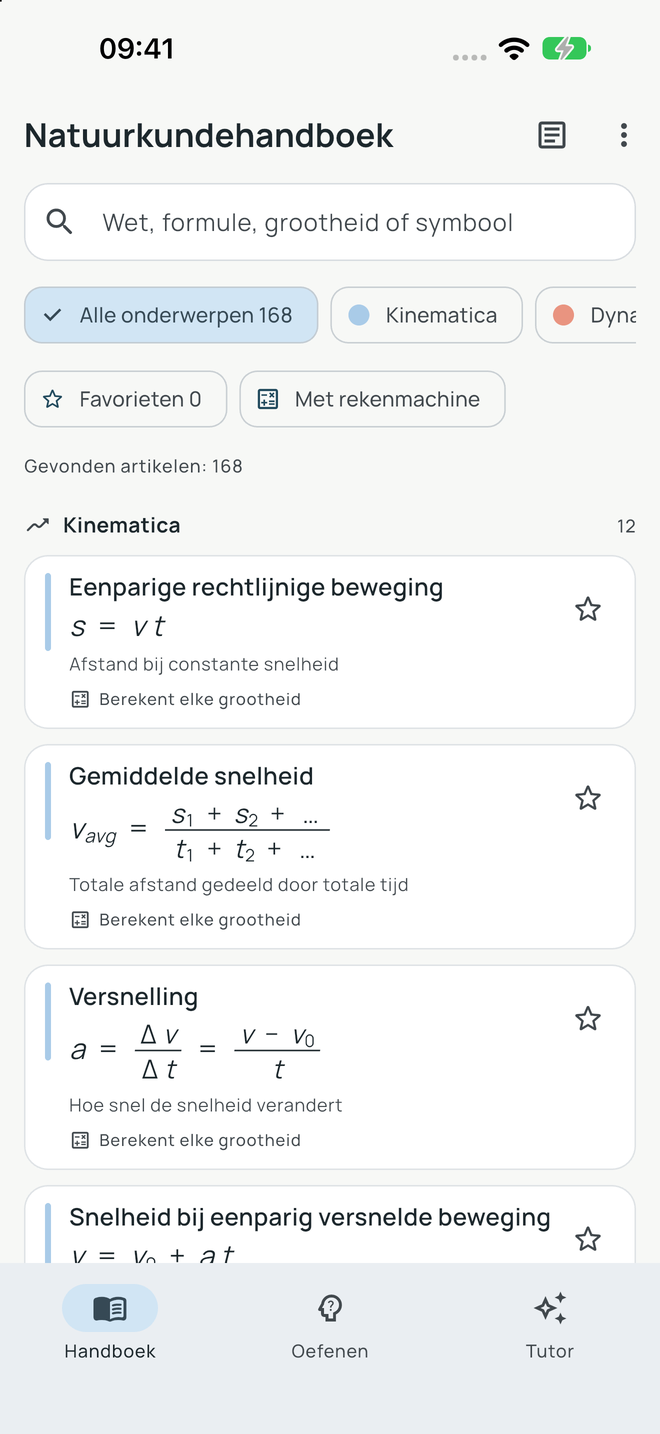 09:41
Natuurkundehandboek
Wet, formule, grootheid of symbool
Alle onderwerpen 168
Kinematica
Dyna
Favorieten 0
Met rekenmachine
Gevonden artikelen: 168
Kinematica
12
Eenparige rechtlijnige beweging
s = v t
Afstand bij constante snelheid
Berekent elke grootheid
Gemiddelde snelheid
v_avg = (s₁ + s₂ + …) / (t₁ + t₂ + …)
Totale afstand gedeeld door totale tijd
Berekent elke grootheid
Versnelling
a = Δ v / Δ t = (v − v₀) / t
Hoe snel de snelheid verandert
Berekent elke grootheid
Snelheid bij eenparig versnelde beweging
v = v₀ + a t
Handboek
Oefenen
Tutor